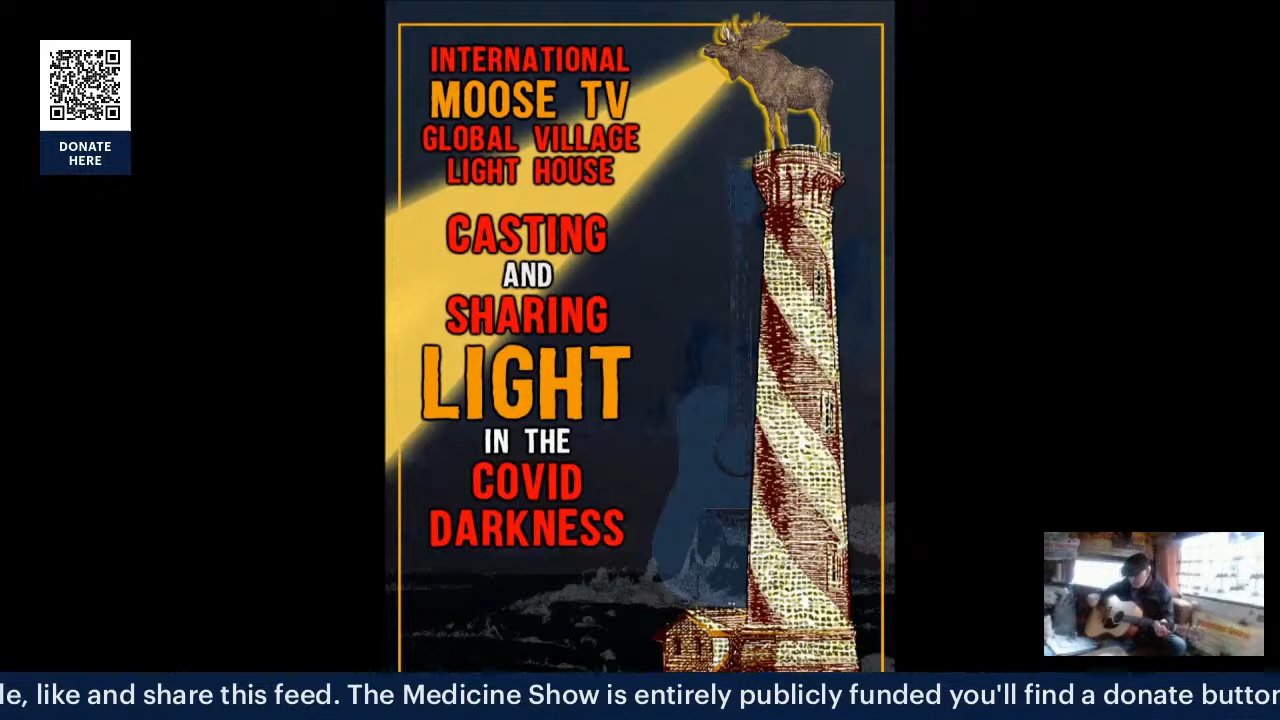 DONATE
HERE
INTERNATIONAL
MOOSE TV
GLOBAL VILLAGE
LIGHT HOUSE
CASTING
AND
SHARING
LIGHT
IN THE
COVID
DARKNESS
le, like and share this feed. The Medicine Show is entirely publicly funded you'll find a donate button